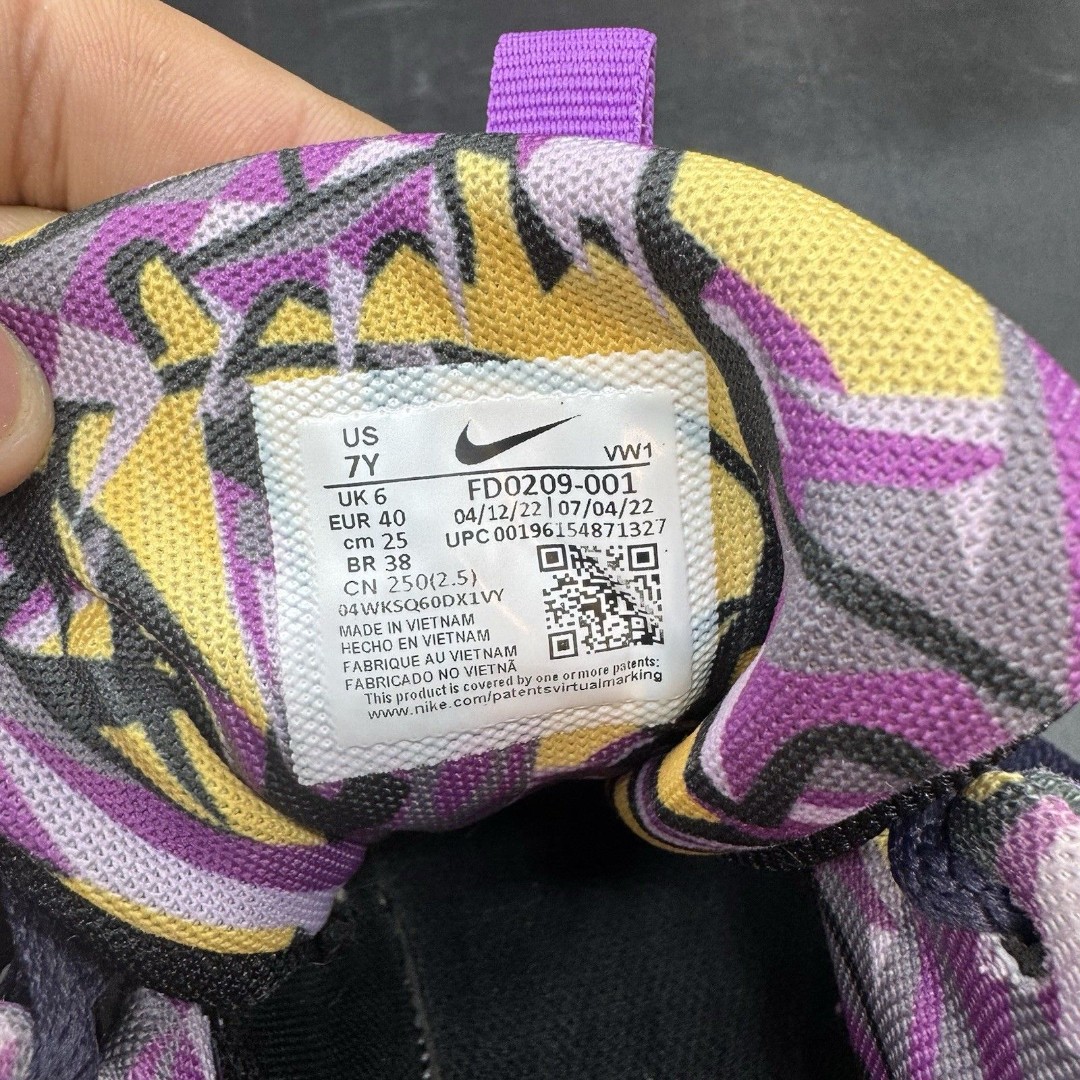 US
7Y
VW1
UK 6
FD0209-001
EUR 40
04/12/22 | 07/04/22
cm 25
UPC 00196154871327
BR 38
CN 250(2.5)
04WKSQ60DX1VY
MADE IN VIETNAM
HECHO EN VIETNAM
FABRIQUE AU VIETNAM
FABRICADO NO VIETNÃ
This product is covered by one or more patents:
www.nike.com/patentsvirtualmarking